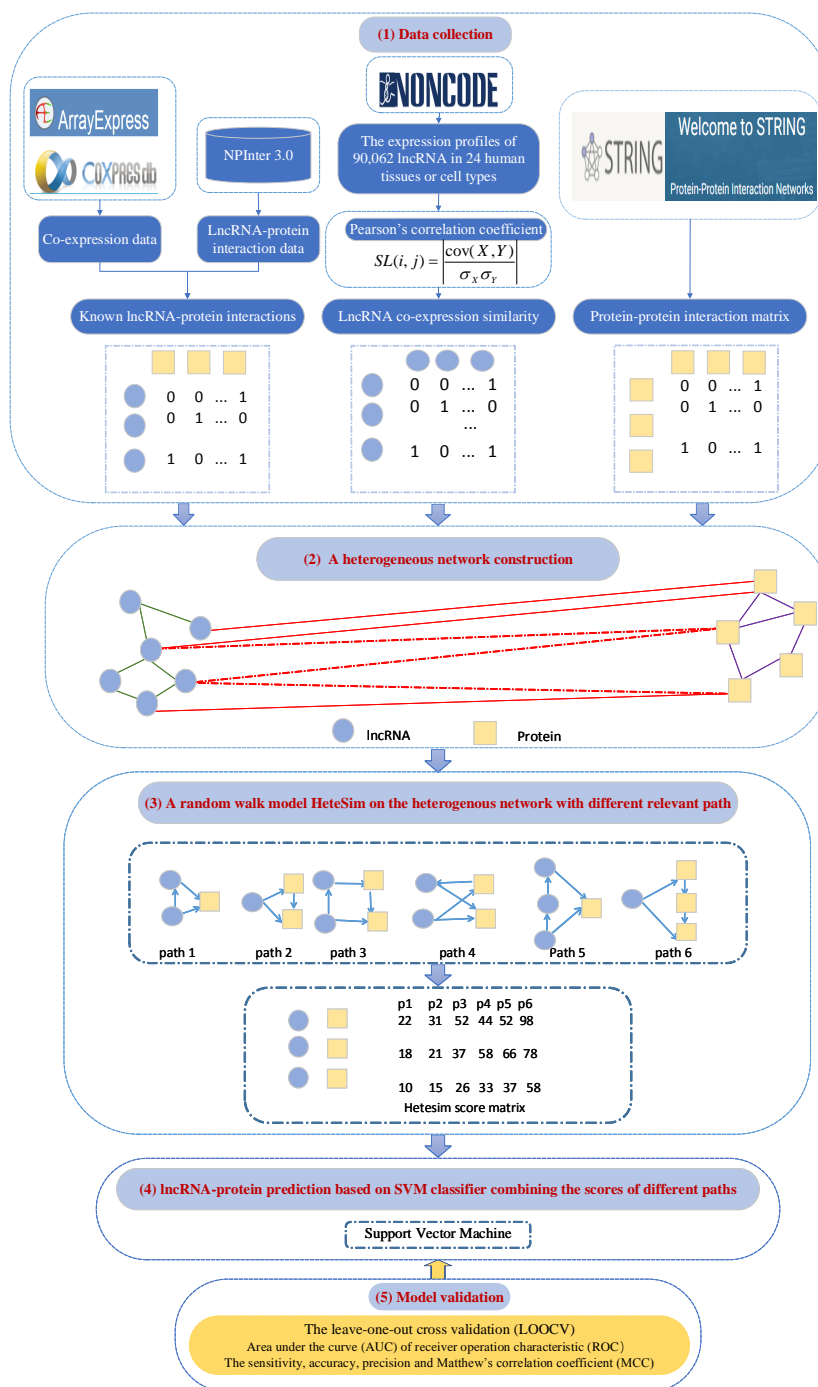 (1) Data collection
ArrayExpress
COXPRESdb
NPInter 3.0
Co-expression data
LncRNA-protein
interaction data
Known lncRNA-protein interactions
0 0 ... 1
0 1 ... 0
1 0 ... 1
NONCODE
The expression profiles of
90,062 lncRNA in 24 human
tissues or cell types
Pearson's correlation coefficient
SL(i, j) = |cov(X,Y) / σX σY|
LncRNA co-expression similarity
0 0 ... 1
0 1 ... 0
...
1 0 ... 1
STRING
Welcome to STRING
Protein-Protein Interaction Networks
Protein-protein interaction matrix
0 0 ... 1
0 1 ... 0
1 0 ... 1
(2) A heterogeneous network construction
lncRNA
Protein
(3) A random walk model HeteSim on the heterogenous network with different relevant path
path 1
path 2
path 3
path 4
Path 5
path 6
p1 p2 p3 p4 p5 p6
22 31 52 44 52 98
18 21 37 58 66 78
10 15 26 33 37 58
Hetesim score matrix
(4) lncRNA-protein prediction based on SVM classifier combining the scores of different paths
Support Vector Machine
(5) Model validation
The leave-one-out cross validation (LOOCV)
Area under the curve (AUC) of receiver operation characteristic (ROC)
The sensitivity, accuracy, precision and Matthew's correlation coefficient (MCC)